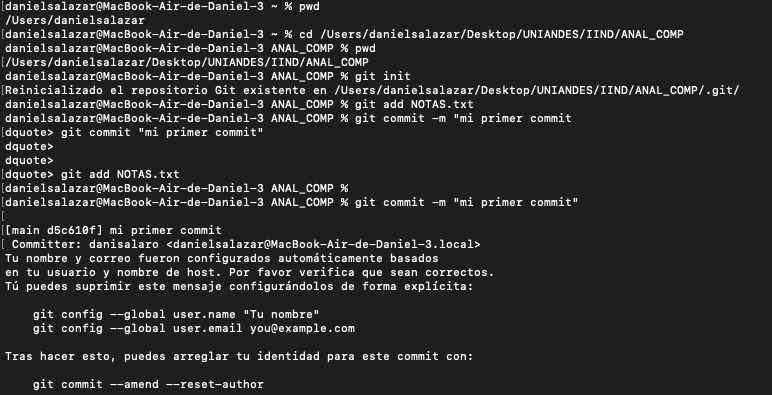 [danielsalazar@MacBook-Air-de-Daniel-3 ~ % pwd
/Users/danielsalazar
[danielsalazar@MacBook-Air-de-Daniel-3 ~ % cd /Users/danielsalazar/Desktop/UNIANDES/IIND/ANAL_COMP
danielsalazar@MacBook-Air-de-Daniel-3 ANAL_COMP % pwd
[/Users/danielsalazar/Desktop/UNIANDES/IIND/ANAL_COMP
danielsalazar@MacBook-Air-de-Daniel-3 ANAL_COMP % git init
[Reinicializado el repositorio Git existente en /Users/danielsalazar/Desktop/UNIANDES/IIND/ANAL_COMP/.git/
danielsalazar@MacBook-Air-de-Daniel-3 ANAL_COMP % git add NOTAS.txt
danielsalazar@MacBook-Air-de-Daniel-3 ANAL_COMP % git commit -m "mi primer commit
[dquote> git commit "mi primer commit"
dquote>
dquote>
[dquote> git add NOTAS.txt
[danielsalazar@MacBook-Air-de-Daniel-3 ANAL_COMP %
[danielsalazar@MacBook-Air-de-Daniel-3 ANAL_COMP % git commit -m "mi primer commit"
[
[[main d5c610f] mi primer commit
[ Committer: danisalaro <danielsalazar@MacBook-Air-de-Daniel-3.local>
Tu nombre y correo fueron configurados automáticamente basados
en tu usuario y nombre de host. Por favor verifica que sean correctos.
Tú puedes suprimir este mensaje configurándolos de forma explícita:
git config --global user.name "Tu nombre"
git config --global user.email you@example.com
Tras hacer esto, puedes arreglar tu identidad para este commit con:
git commit --amend --reset-author